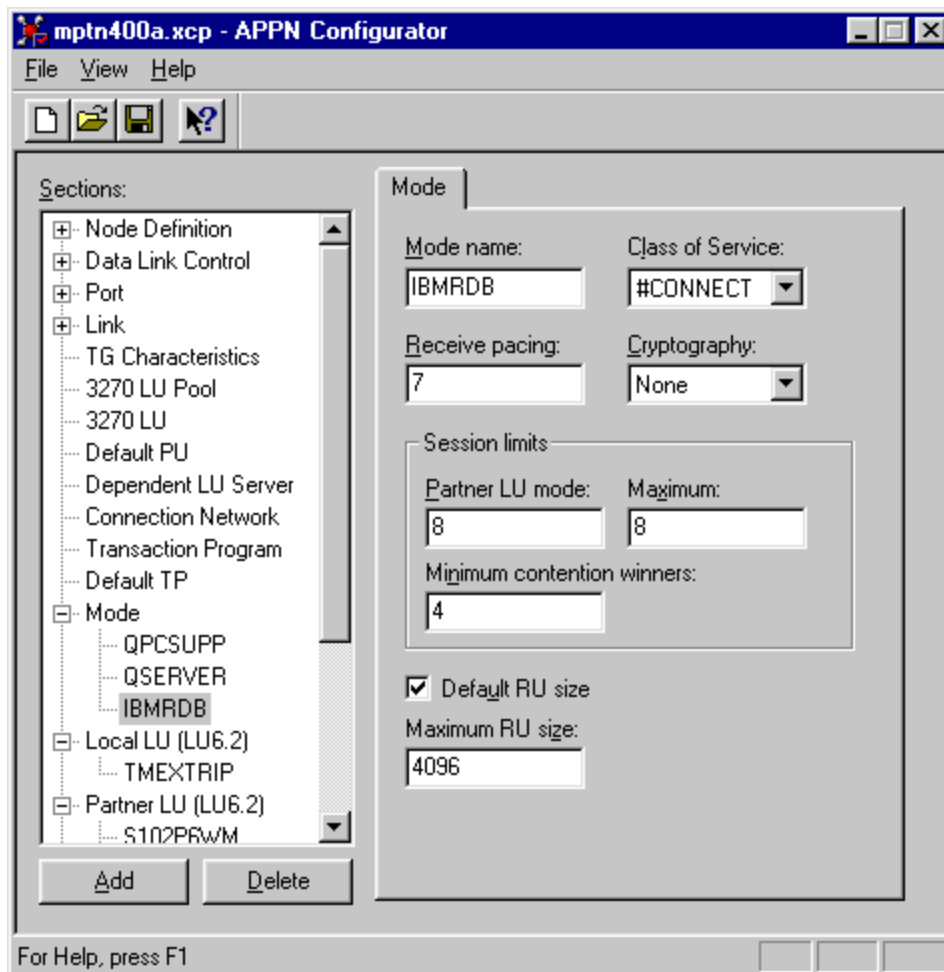 mptn400a.xcp - APPN Configurator
File View Help
Sections:
Node Definition
Data Link Control
Port
Link
TG Characteristics
3270 LU Pool
3270 LU
Default PU
Dependent LU Server
Connection Network
Transaction Program
Default TP
Mode
QPCSUPP
QSERVER
IBMRDB
Local LU (LU6.2)
TMEXTRIP
Partner LU (LU6.2)
S102P6WM
Add Delete
Mode
Mode name: Class of Service:
IBMRDB #CONNECT
Receive pacing: Cryptography:
7 None
Session limits
Partner LU mode: Maximum:
8 8
Minimum contention winners:
4
Default RU size
Maximum RU size:
4096
For Help, press F1